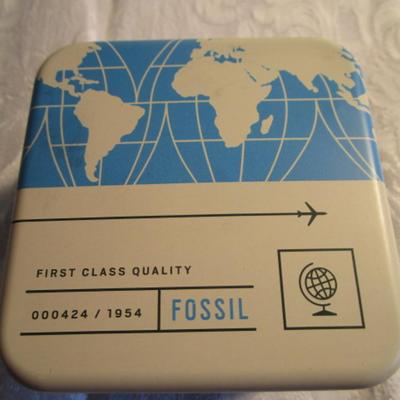 FIRST CLASS QUALITY
000424 / 1954 FOSSIL